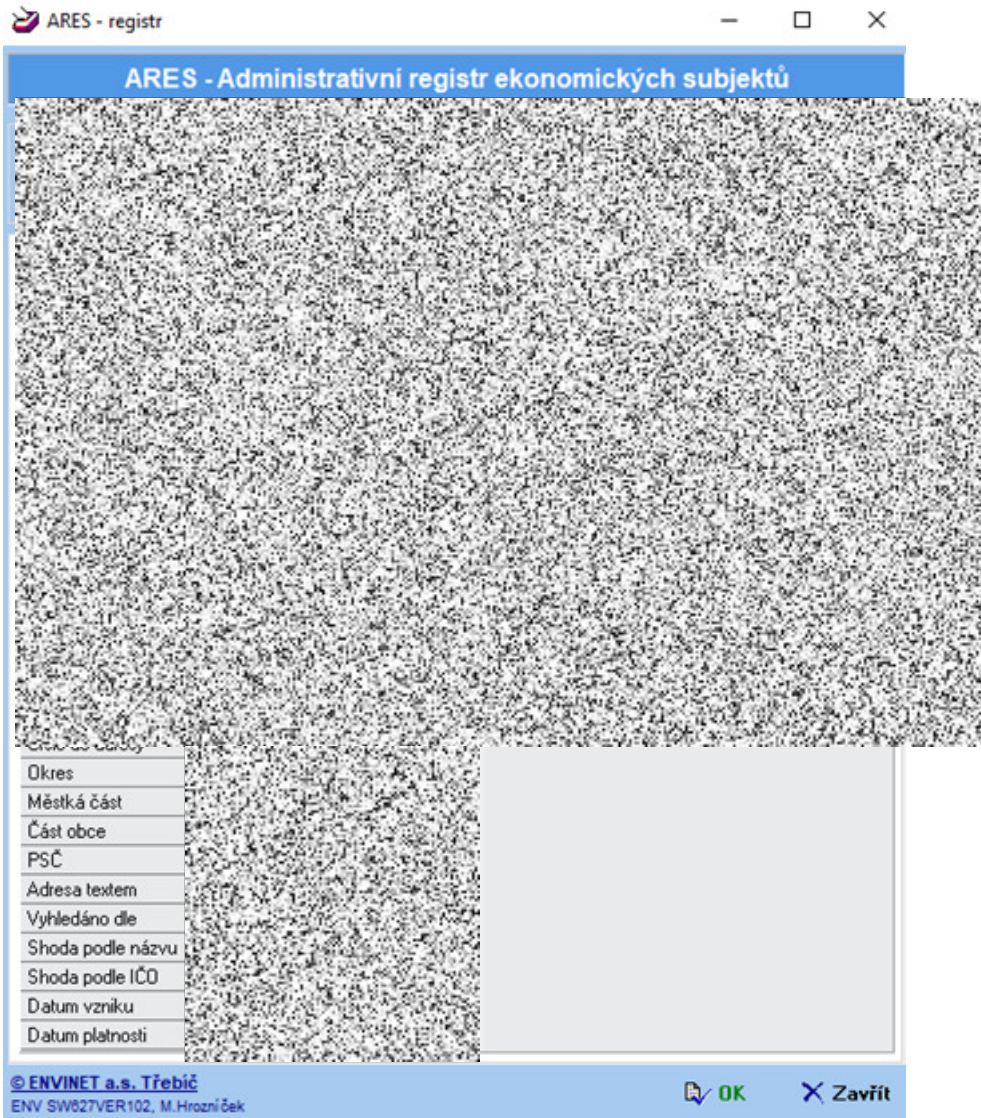 ARES - registr
ARES - Administrativní registr ekonomických subjektů
Okres
Městká část
Část obce
PSČ
Adresa textem
Vyhledáno dle
Shoda podle názvu
Shoda podle IČO
Datum vzniku
Datum platnosti
© ENVINET a.s. Třebíč
ENV SW627VER102, M.Hrozníček
OK
Zavřít